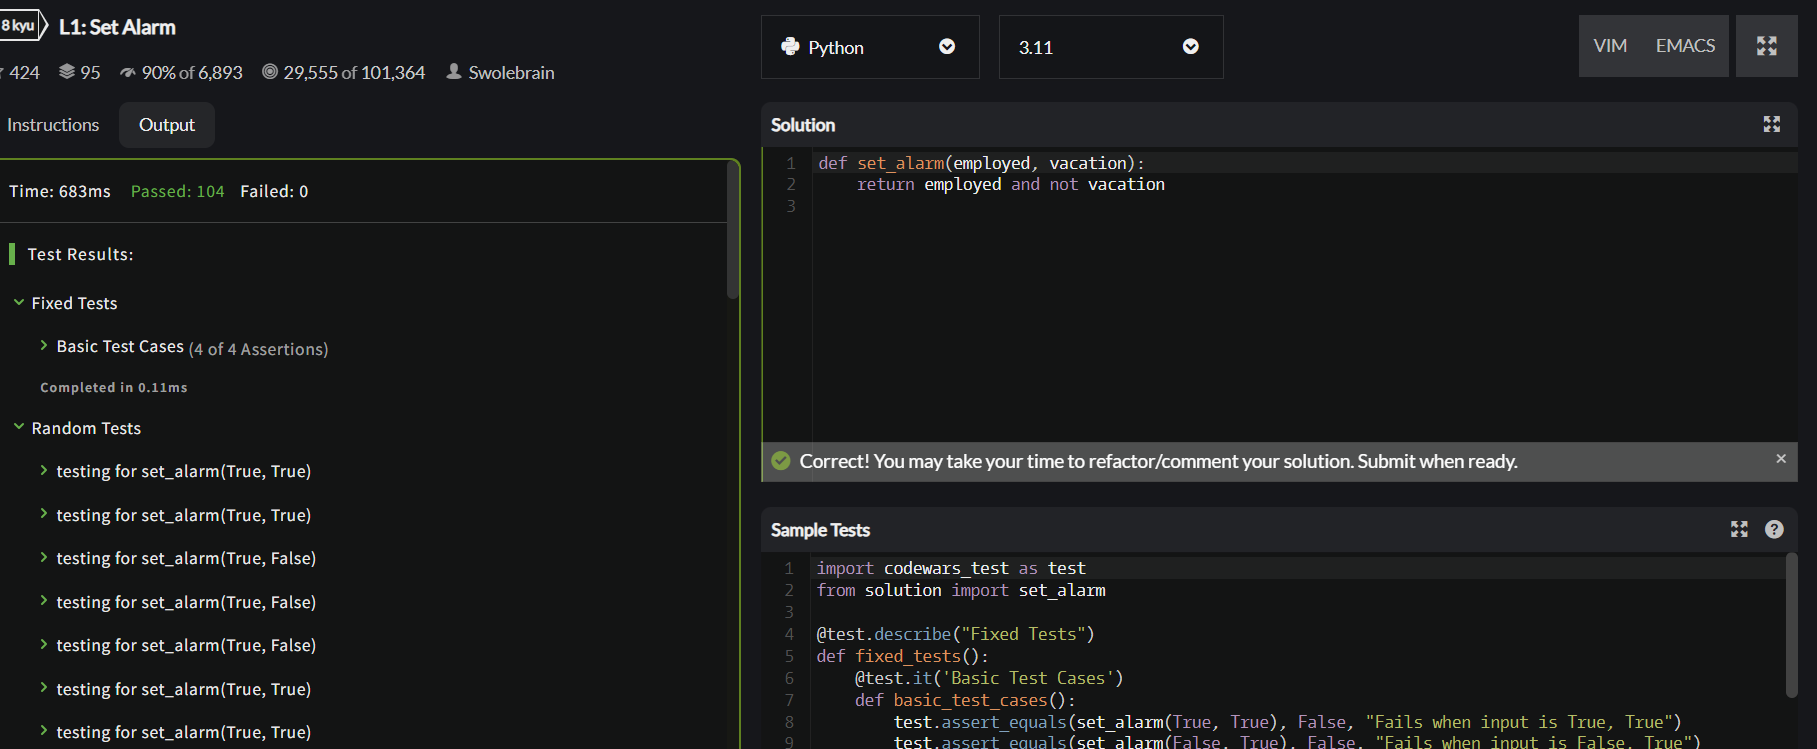 8 kyu L1: Set Alarm
424 95 90% of 6,893 29,555 of 101,364 Swolebrain
Instructions Output
Time: 683ms Passed: 104 Failed: 0
Test Results:
Fixed Tests
Basic Test Cases (4 of 4 Assertions)
Completed in 0.11ms
Random Tests
testing for set_alarm(True, True)
testing for set_alarm(True, True)
testing for set_alarm(True, False)
testing for set_alarm(True, False)
testing for set_alarm(True, False)
testing for set_alarm(True, True)
testing for set_alarm(True, True)
Python 3.11 VIM EMACS
Solution
1 def set_alarm(employed, vacation):
2 return employed and not vacation
3
Correct! You may take your time to refactor/comment your solution. Submit when ready. ×
Sample Tests ?
1 import codewars_test as test
2 from solution import set_alarm
3
4 @test.describe("Fixed Tests")
5 def fixed_tests():
6 @test.it('Basic Test Cases')
7 def basic_test_cases():
8 test.assert_equals(set_alarm(True, True), False, "Fails when input is True, True")
9 test.assert_equals(set_alarm(False, True), False, "Fails when input is False, True")